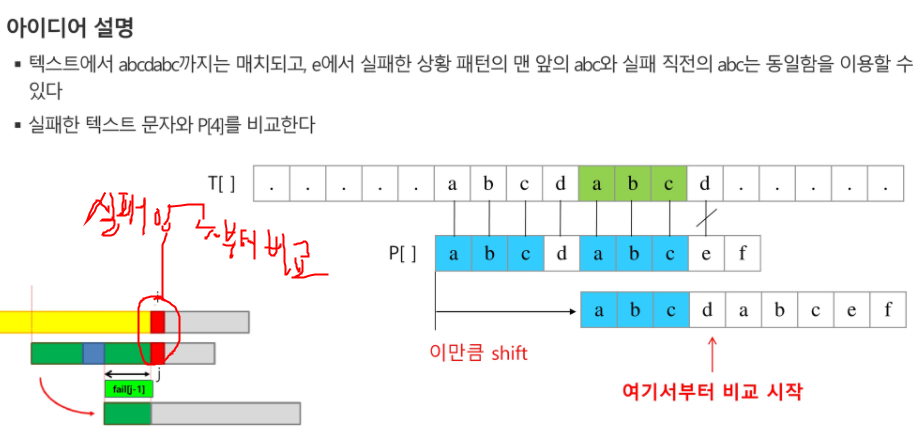 아이디어 설명
▪ 텍스트에서 abcdabc까지는 매치되고, e에서 실패한 상황 패턴의 맨 앞의 abc와 실패 직전의 abc는 동일함을 이용할 수
있다
▪ 실패한 텍스트 문자와 P[4]를 비교한다
T[ ] . . . . . a b c d a b c d . . . . .
실패임
부터 비교
P[ ] a b c d a b c e f
i
a b c d a b c e f
이만큼 shift
j
fail[j-1]
여기서부터 비교 시작